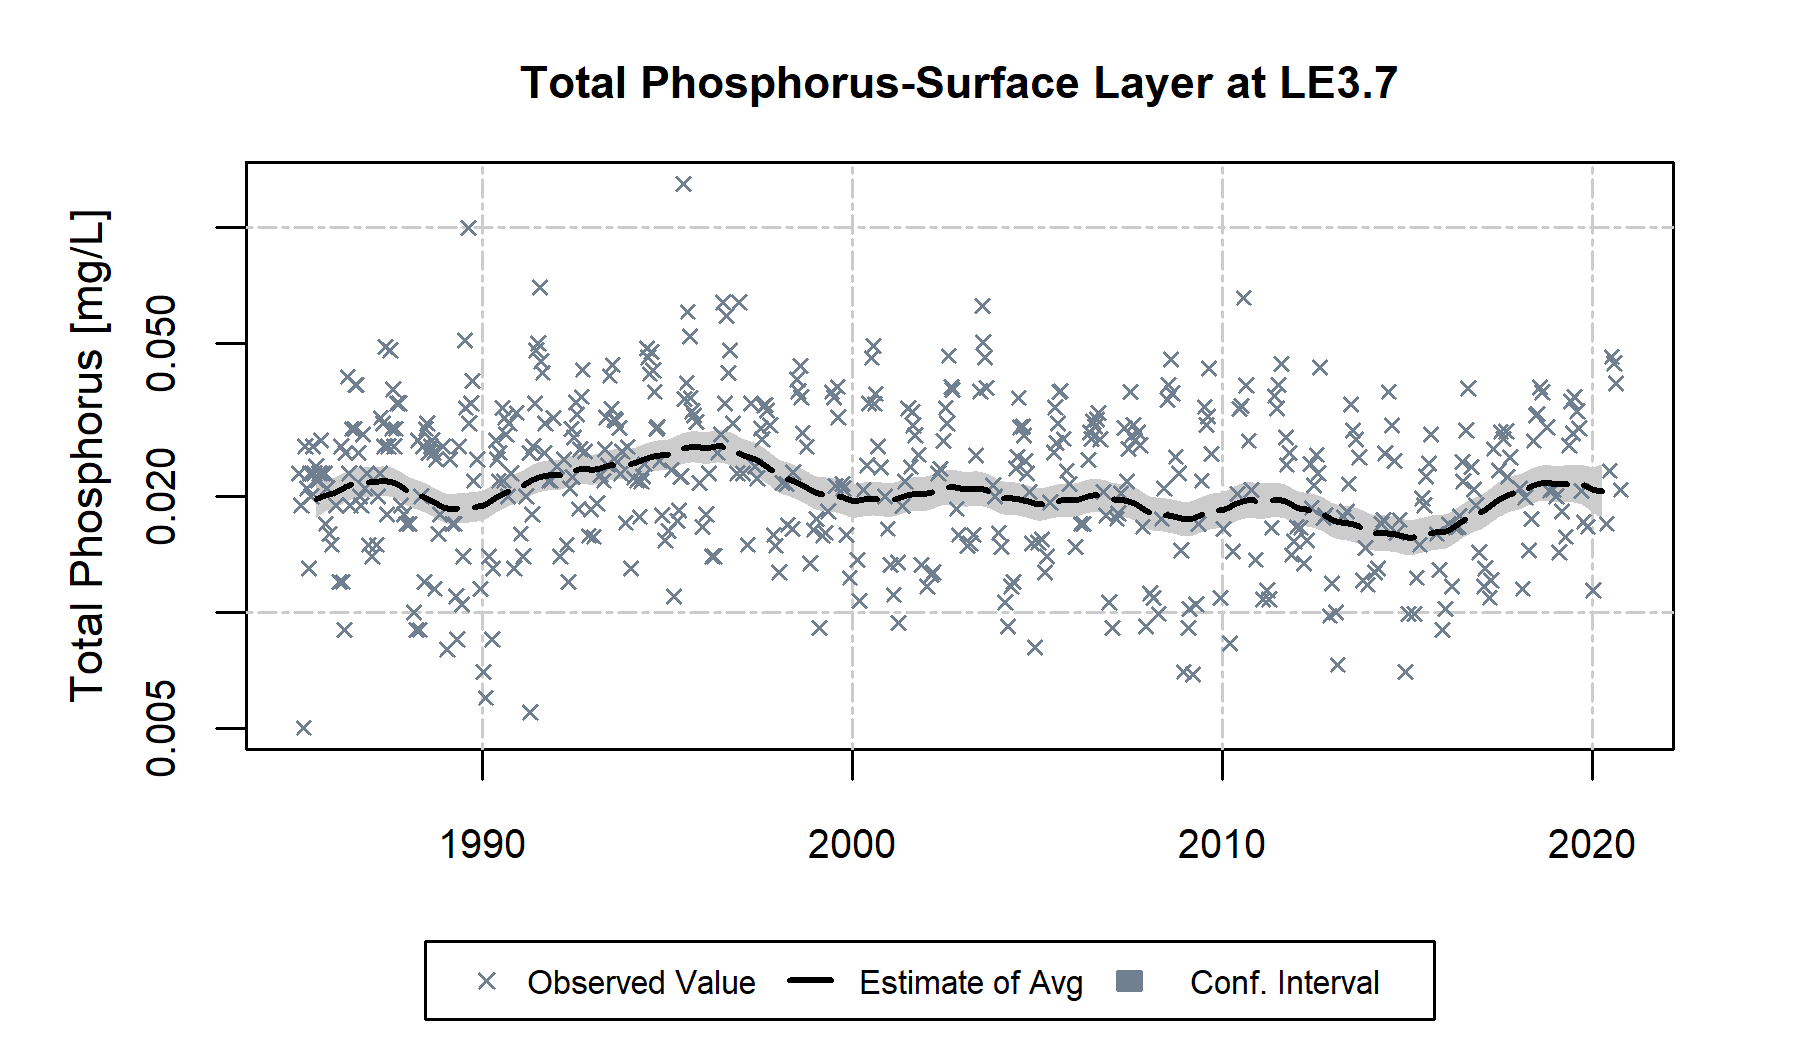 Total Phosphorus-Surface Layer at LE3.7
Total Phosphorus [mg/L]
0.050
0.020
0.005
1990 2000 2010 2020
Observed Value Estimate of Avg Conf. Interval